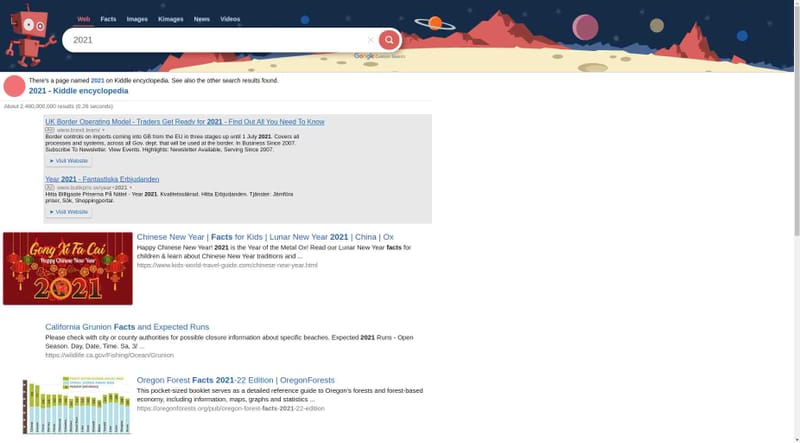 Web Facts Images Kimages News Videos
2021
Google Custom Search
There's a page named 2021 on Kiddle encyclopedia. See also the other search results found.
2021 - Kiddle encyclopedia
UK Border Operating Model - Traders Get Ready for 2021 - Find Out All You Need To Know
Ad www.brexit.team/
Border controls on imports coming into GB from the EU in three stages up until 1 July 2021. Covers all
processes and systems, across all Gov. dept. that will be used at the border. In Business Since 2007.
Subscribe To Newsletter. View Events. Highlights: Newsletter Available, Serving Since 2007.
Visit Website
Year 2021 - Fantastiska Erbjudanden
Ad www.butikpris.se/year+2021
Hitta Billigaste Priserna På Nätet - Year 2021. Kvalitetssäkrad. Hitta Erbjudanden. Tjänster: Jämföra
priser, Sök, Shoppingportal.
Visit Website
Gong Xi Fa Cai
Happy Chinese New Year
2021
Chinese New Year | Facts for Kids | Lunar New Year 2021 | China | Ox
Happy Chinese New Year! 2021 is the Year of the Metal Ox! Read our Lunar New Year facts for
children & learn about Chinese New Year traditions and ...
https://www.kids-world-travel-guide.com/chinese-new-year.html
California Grunion Facts and Expected Runs
Please check with city or county authorities for possible closure information about specific beaches. Expected 2021 Runs - Open
Season. Day, Date, Time. Sa, 3/ ...
https://wildlife.ca.gov/Fishing/Ocean/Grunion
Oregon Forest Facts 2021-22 Edition | OregonForests
This pocket-sized booklet serves as a detailed reference guide to Oregon's forests and forest-based
economy, including information, maps, graphs and statistics ...
https://oregonforests.org/pub/oregon-forest-facts-2021-22-edition